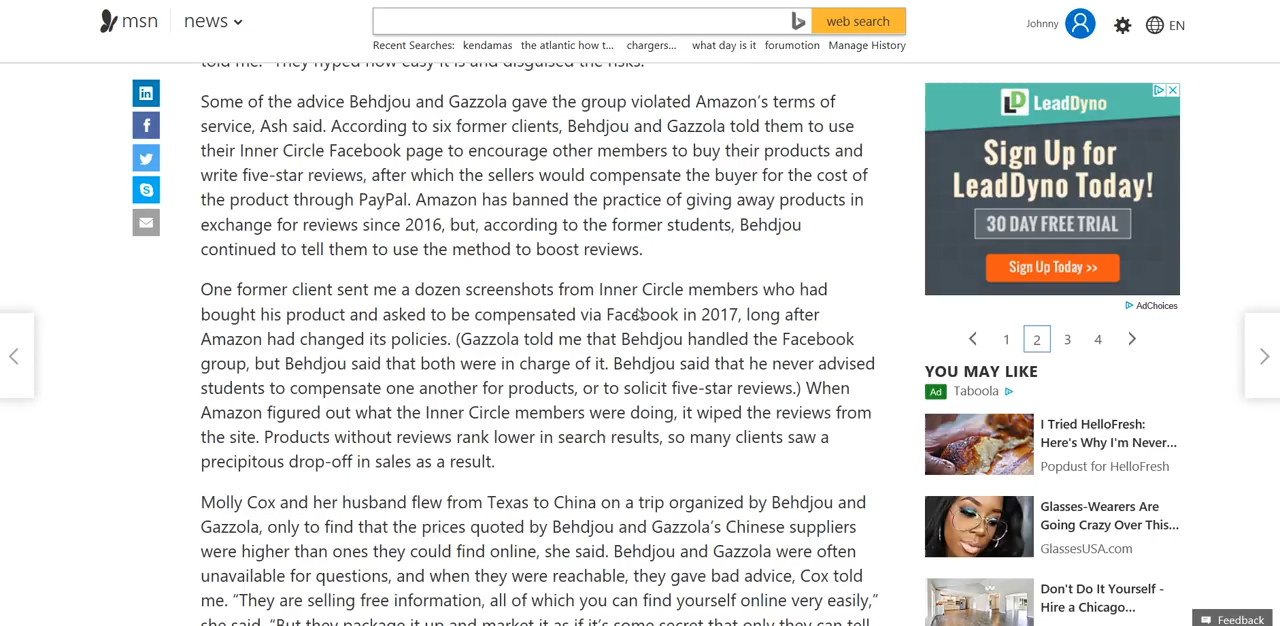 msn
news
web search
Johnny
EN
Recent Searches: kendamas the atlantic how t... chargers... what day is it forumotion Manage History
told me. "They hyped how easy it is and disguised the risks."
Some of the advice Behdjou and Gazzola gave the group violated Amazon's terms of
service, Ash said. According to six former clients, Behdjou and Gazzola told them to use
their Inner Circle Facebook page to encourage other members to buy their products and
write five-star reviews, after which the sellers would compensate the buyer for the cost of
the product through PayPal. Amazon has banned the practice of giving away products in
exchange for reviews since 2016, but, according to the former students, Behdjou
continued to tell them to use the method to boost reviews.
One former client sent me a dozen screenshots from Inner Circle members who had
bought his product and asked to be compensated via Facebook in 2017, long after
Amazon had changed its policies. (Gazzola told me that Behdjou handled the Facebook
group, but Behdjou said that both were in charge of it. Behdjou said that he never advised
students to compensate one another for products, or to solicit five-star reviews.) When
Amazon figured out what the Inner Circle members were doing, it wiped the reviews from
the site. Products without reviews rank lower in search results, so many clients saw a
precipitous drop-off in sales as a result.
Molly Cox and her husband flew from Texas to China on a trip organized by Behdjou and
Gazzola, only to find that the prices quoted by Behdjou and Gazzola's Chinese suppliers
were higher than ones they could find online, she said. Behdjou and Gazzola were often
unavailable for questions, and when they were reachable, they gave bad advice, Cox told
me. "They are selling free information, all of which you can find yourself online very easily,"
she said. "But they package it up and market it as if it's some secret that only they can tell
LeadDyno
Sign Up for
LeadDyno Today!
30 DAY FREE TRIAL
Sign Up Today >>
AdChoices
1 2 3 4
YOU MAY LIKE
Ad Taboola
I Tried HelloFresh:
Here's Why I'm Never...
Popdust for HelloFresh
Glasses-Wearers Are
Going Crazy Over This...
GlassesUSA.com
Don't Do It Yourself -
Hire a Chicago...
Feedback